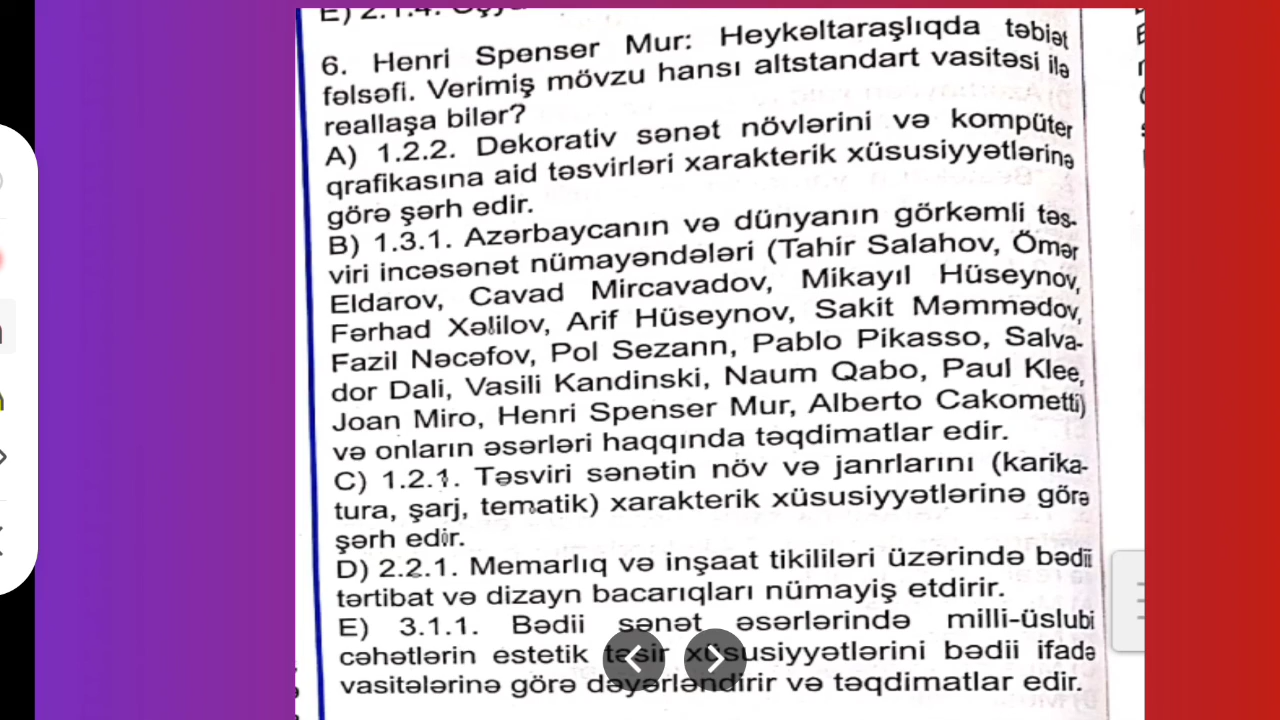 6. Henri Spenser Mur: Heykəltaraşlıqda təbiət
fəlsəfi. Verimiş mövzu hansı altstandart vasitəsi ilə
reallaşa bilər?
A) 1.2.2. Dekorativ sənət növlərini və kompüter
qrafikasına aid təsvirləri xarakterik xüsusiyyətlərinə
görə şərh edir.
B) 1.3.1. Azərbaycanın və dünyanın görkəmli təs-
viri incəsənət nümayəndələri (Tahir Salahov, Ömər
Eldarov, Cavad Mircavadov, Mikayıl Hüseynov,
Fərhad Xəlilov, Arif Hüseynov, Sakit Məmmədov,
Fazil Nəcəfov, Pol Sezann, Pablo Pikasso, Salva-
dor Dali, Vasili Kandinski, Naum Qabo, Paul Klee,
Joan Miro, Henri Spenser Mur, Alberto Cakometti)
və onların əsərləri haqqında təqdimatlar edir.
C) 1.2.1. Təsviri sənətin növ və janrlarını (karika-
tura, şarj, tematik) xarakterik xüsusiyyətlərinə görə
şərh edir.
D) 2.2.1. Memarlıq və inşaat tikililəri üzərində bədii
tərtibat və dizayn bacarıqları nümayiş etdirir.
E) 3.1.1. Bədii sənət əsərlərində milli-üslubi
cəhətlərin estetik təsir xüsusiyyətlərini bədii ifadə
vasitələrinə görə dəyərləndirir və təqdimatlar edir.